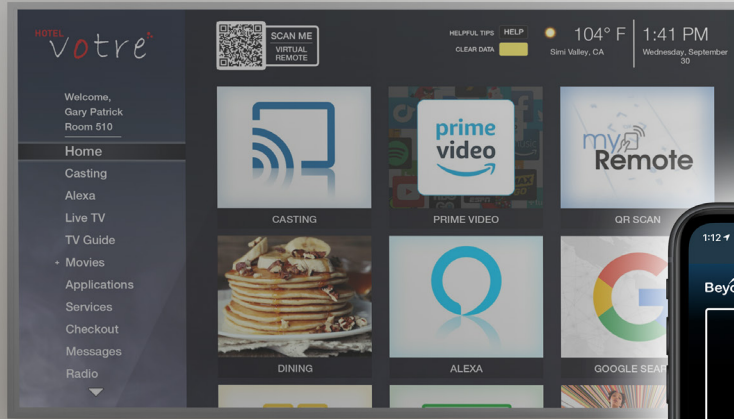 HOTEL
Votre
SCAN ME
VIRTUAL
REMOTE
HELPFUL TIPS HELP
CLEAR DATA
104° F
Simi Valley, CA
1:41 PM
Wednesday, September
30
Welcome,
Gary Patrick
Room 510
Home
Casting
Alexa
Live TV
TV Guide
+ Movies
Applications
Services
Checkout
Messages
Radio
CASTING
prime
video
PRIME VIDEO
my
Remote
QR SCAN
DINING
ALEXA
GOOGLE SEAR
1:12
Beyo